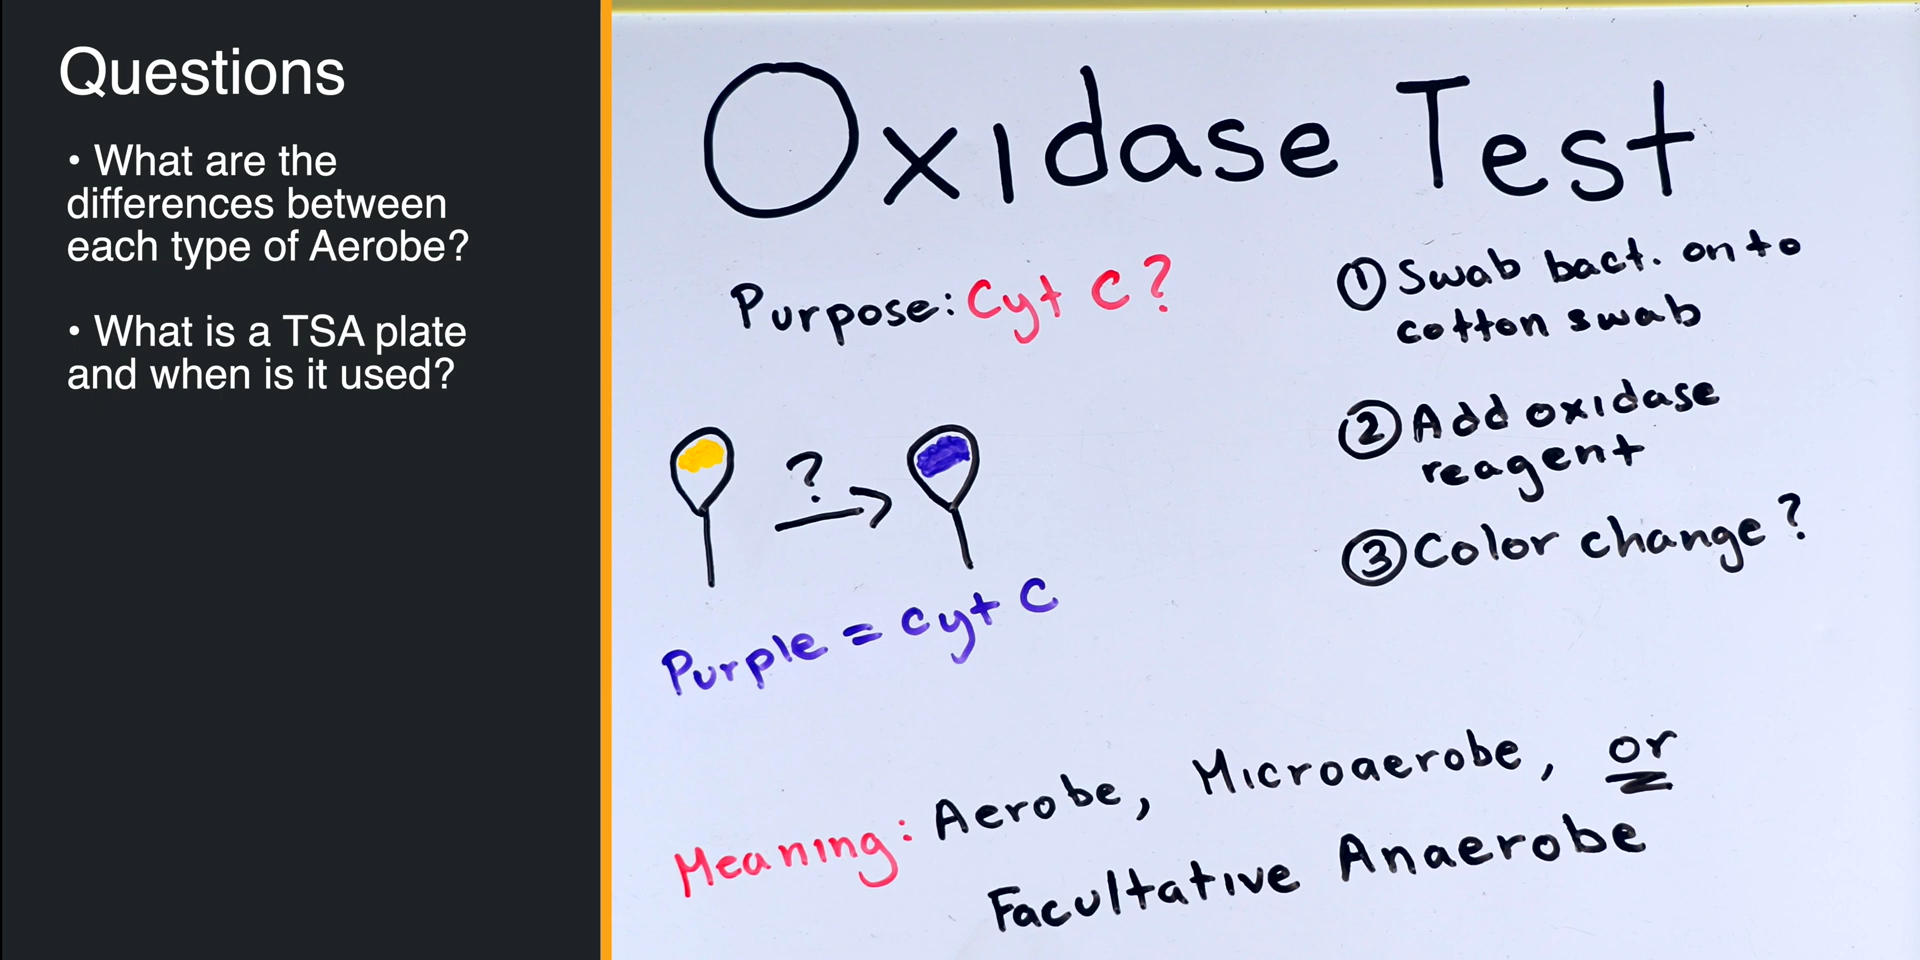 Questions
• What are the
differences between
each type of Aerobe?
• What is a TSA plate
and when is it used?
Oxidase Test
Purpose: Cyt C?
① Swab bact. onto
cotton swab
② Add oxidase
reagent
③ Color change?
?
Purple = Cyt C
Meaning: Aerobe, Microaerobe, or
Facultative Anaerobe